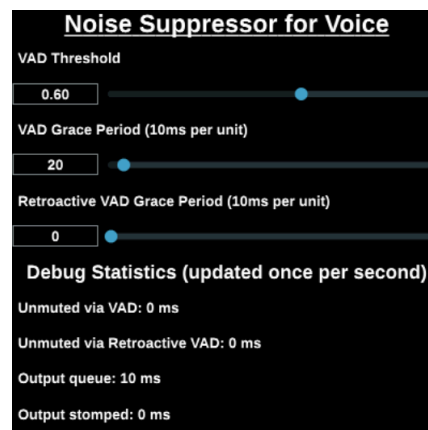 Noise Suppressor for Voice
VAD Threshold
0.60
VAD Grace Period (10ms per unit)
20
Retroactive VAD Grace Period (10ms per unit)
0
Debug Statistics (updated once per second)
Unmuted via VAD: 0 ms
Unmuted via Retroactive VAD: 0 ms
Output queue: 10 ms
Output stomped: 0 ms